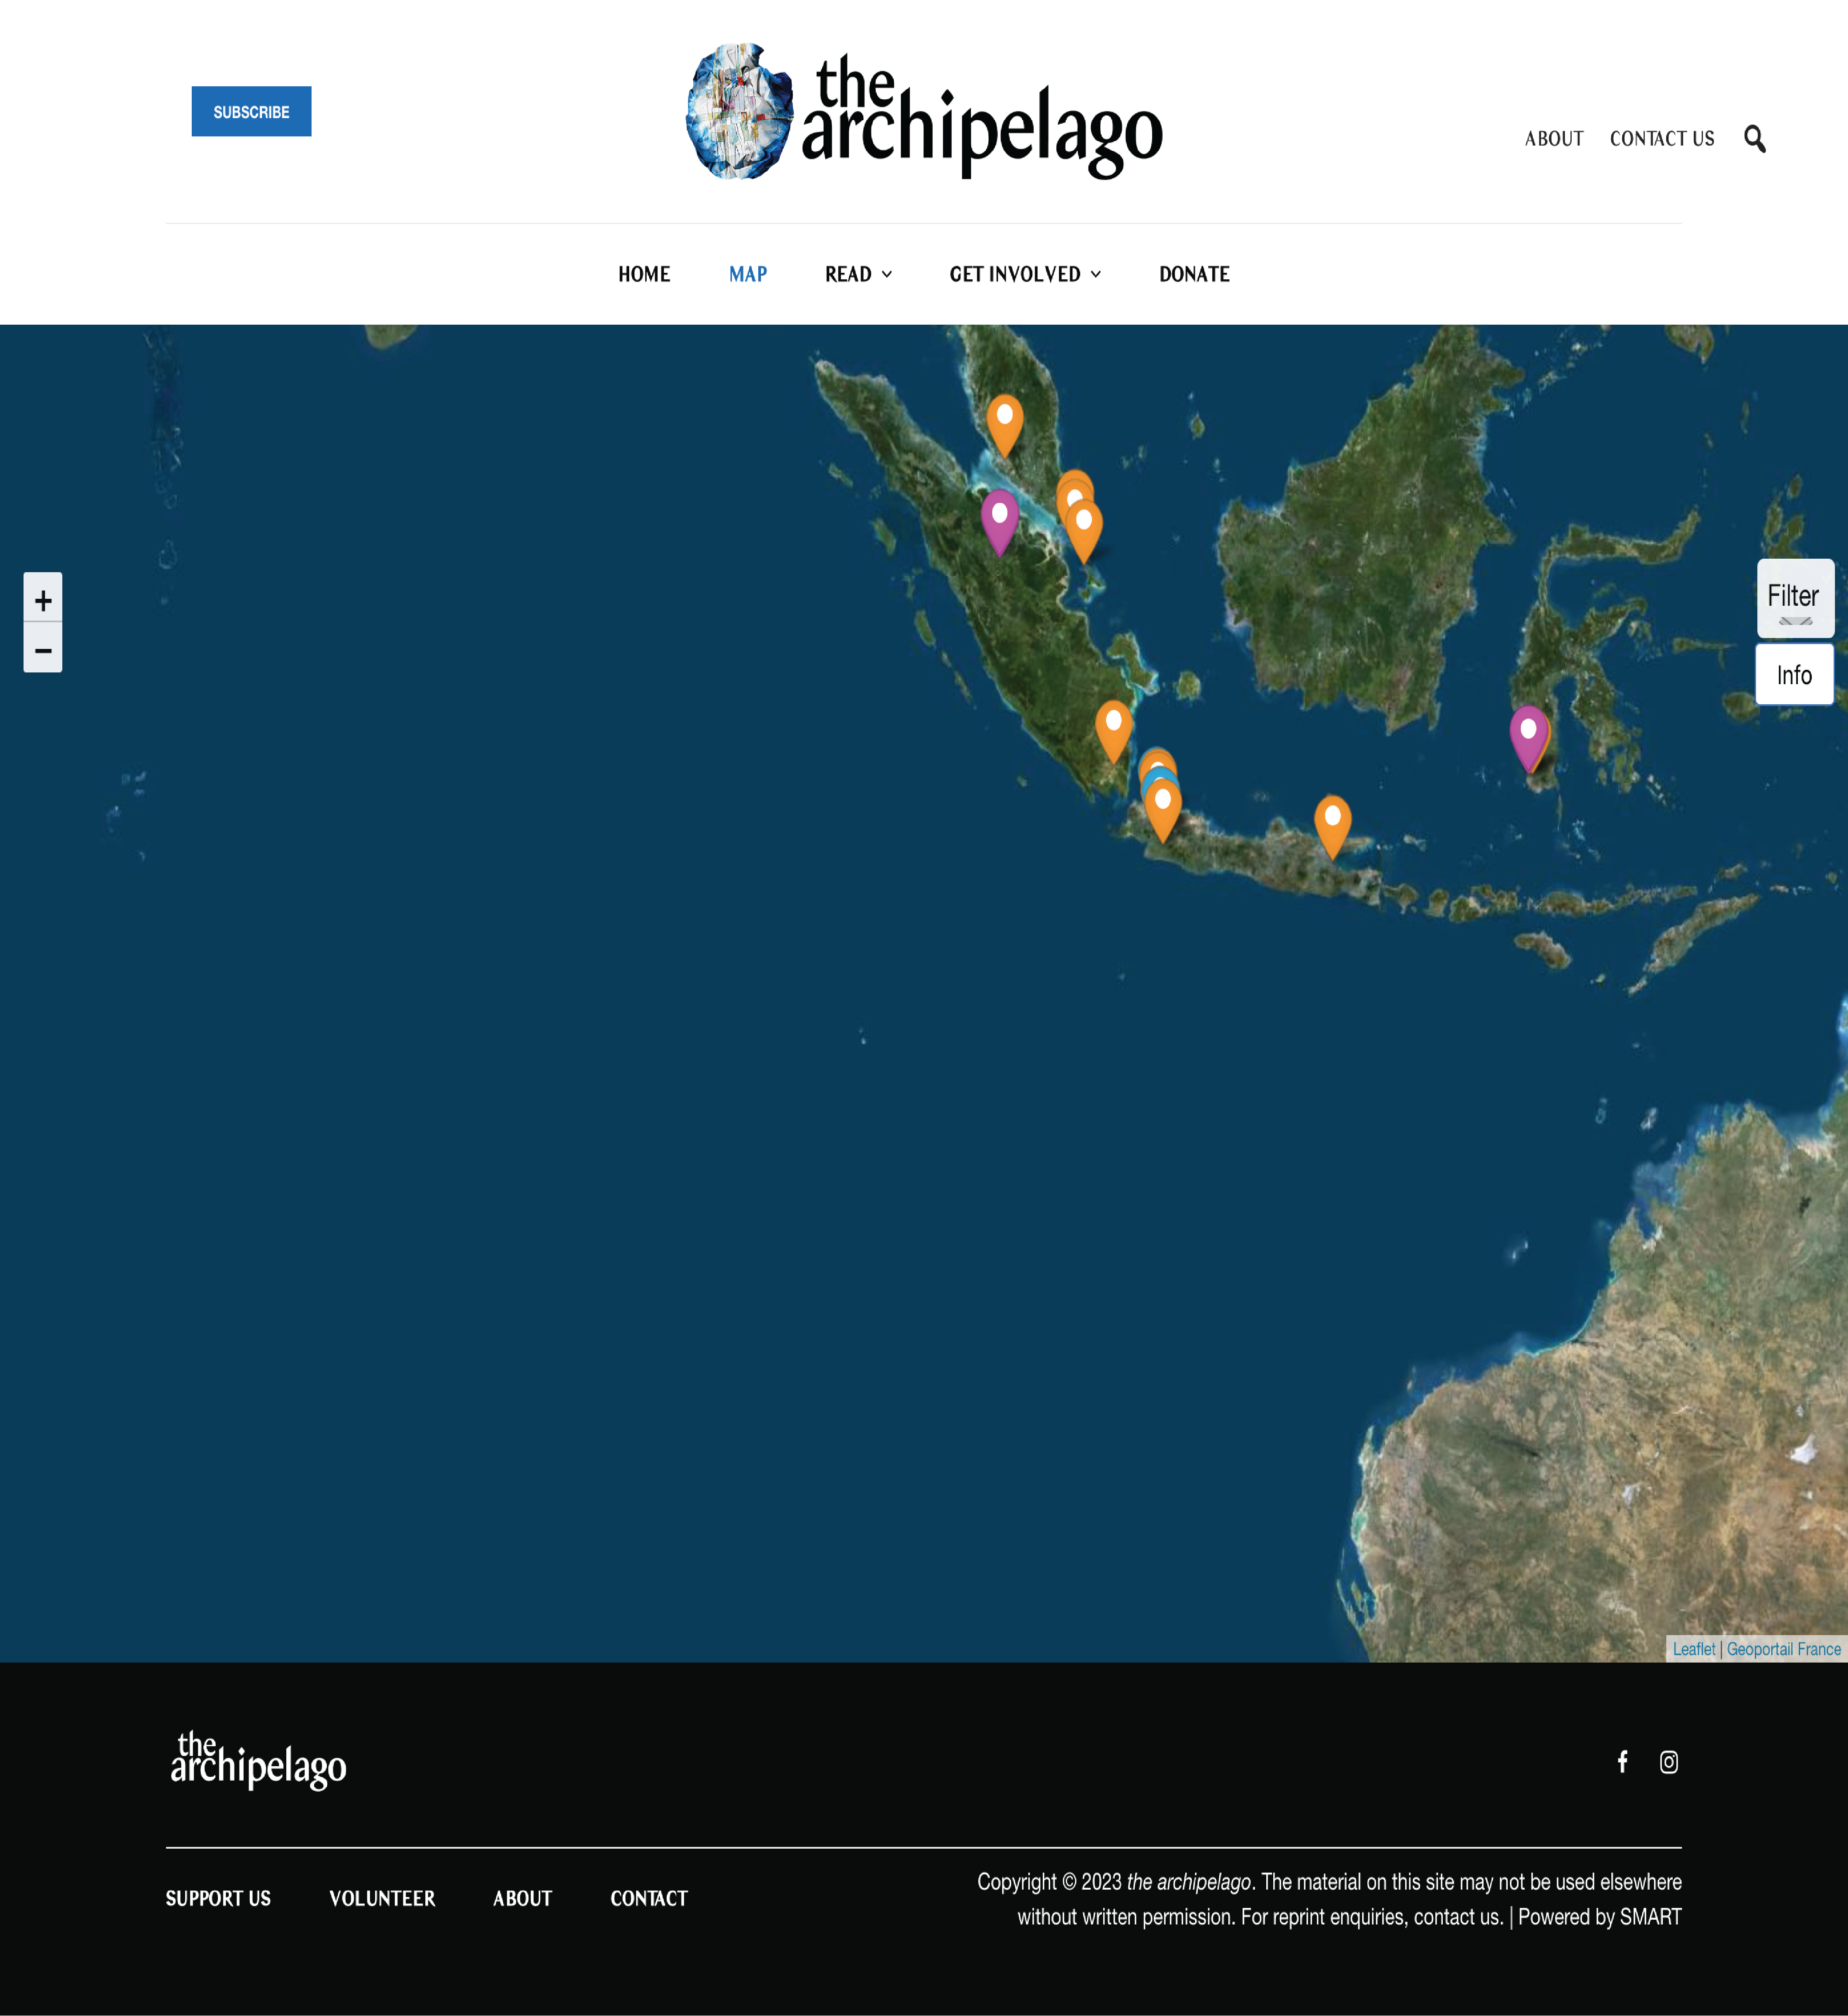 SUBSCRIBE
the
archipelago
ABOUT CONTACT US
HOME MAP READ GET INVOLVED DONATE
+
−
Filter
Info
Leaflet | Geoportail France
the
archipelago
SUPPORT US VOLUNTEER ABOUT CONTACT
Copyright © 2023 the archipelago. The material on this site may not be used elsewhere
without written permission. For reprint enquiries, contact us. | Powered by SMART